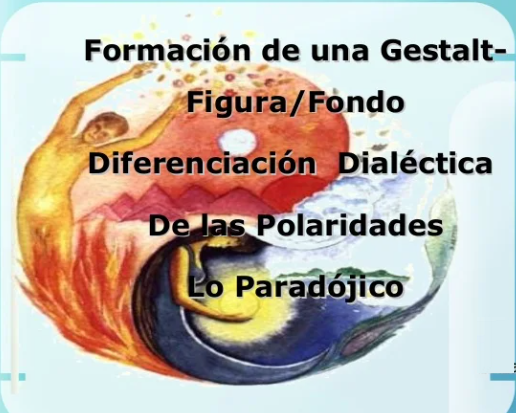 Formación de una Gestalt-
Figura/Fondo
Diferenciación Dialéctica
De las Polaridades
Lo Paradójico